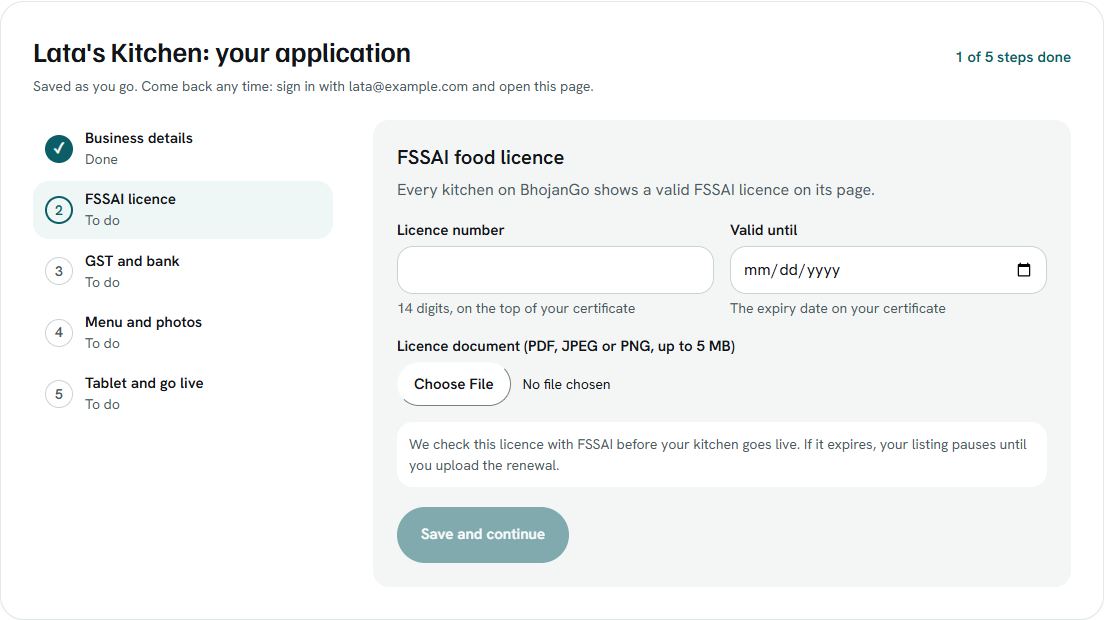 Lata's Kitchen: your application
1 of 5 steps done
Saved as you go. Come back any time: sign in with lata@example.com and open this page.
Business details
Done
2
FSSAI licence
To do
3
GST and bank
To do
4
Menu and photos
To do
5
Tablet and go live
To do
FSSAI food licence
Every kitchen on BhojanGo shows a valid FSSAI licence on its page.
Licence number
Valid until
mm/dd/yyyy
14 digits, on the top of your certificate
The expiry date on your certificate
Licence document (PDF, JPEG or PNG, up to 5 MB)
Choose File
No file chosen
We check this licence with FSSAI before your kitchen goes live. If it expires, your listing pauses until
you upload the renewal.
Save and continue